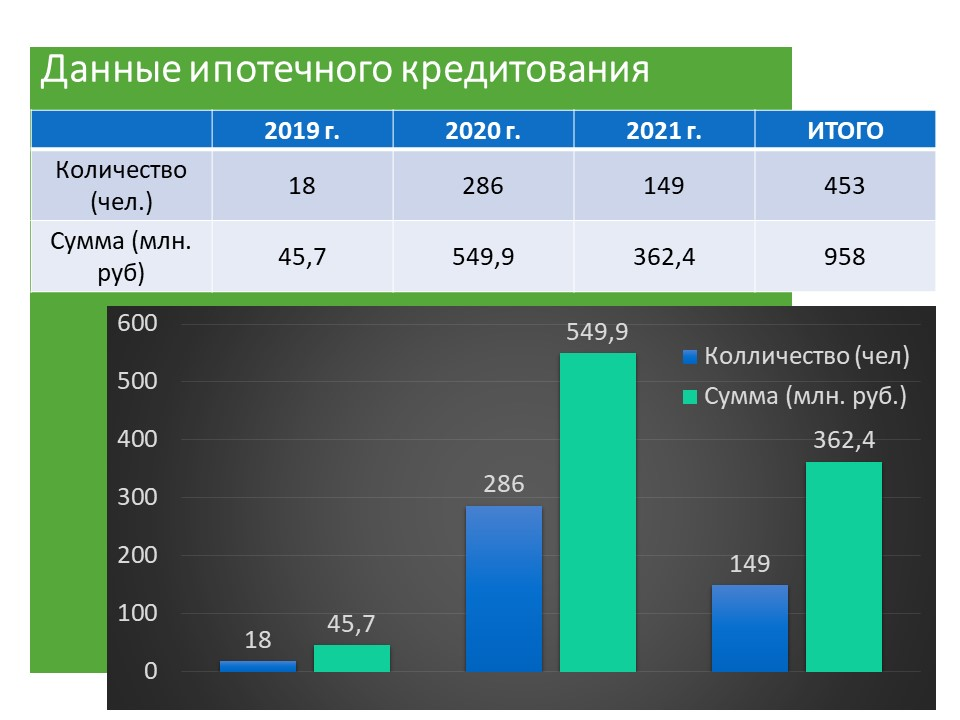 Данные ипотечного кредитования
2019 г. 2020 г. 2021 г. ИТОГО
Количество
(чел.) 18 286 149 453
Сумма (млн.
руб) 45,7 549,9 362,4 958
600
500
400
300
200
100
0
18
45,7
286
549,9
149
362,4
Колличество (чел)
Сумма (млн. руб.)